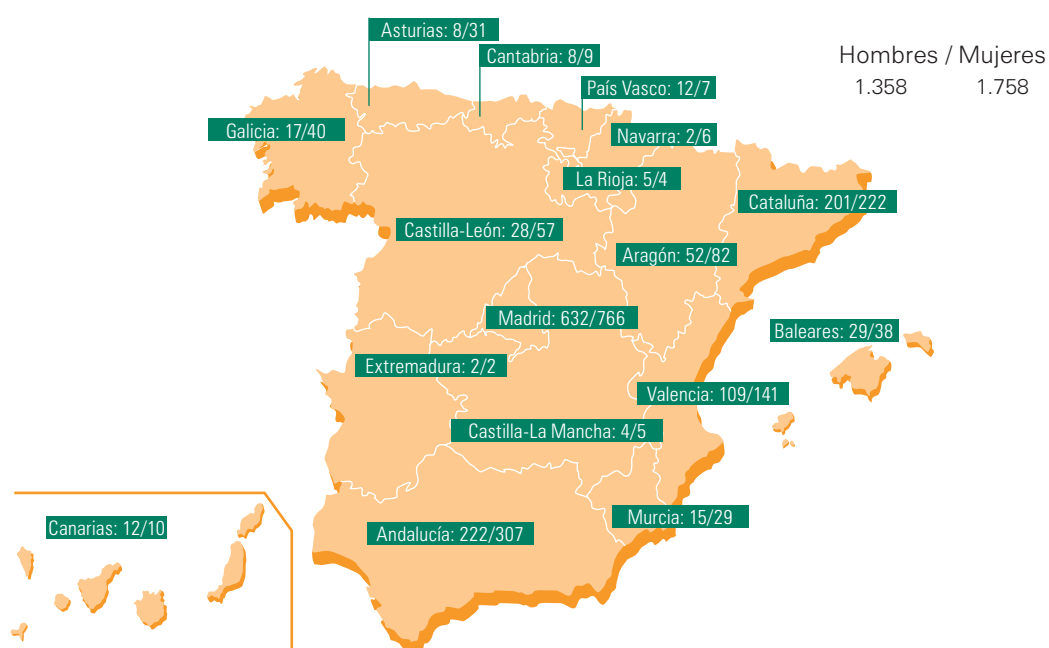 Asturias: 8/31
Cantabria: 8/9
Hombres / Mujeres
1.358 1.758
País Vasco: 12/7
Galicia: 17/40
Navarra: 2/6
La Rioja: 5/4
Cataluña: 201/222
Castilla-León: 28/57
Aragón: 52/82
Madrid: 632/766
Baleares: 29/38
Extremadura: 2/2
Valencia: 109/141
Castilla-La Mancha: 4/5
Murcia: 15/29
Canarias: 12/10
Andalucía: 222/307